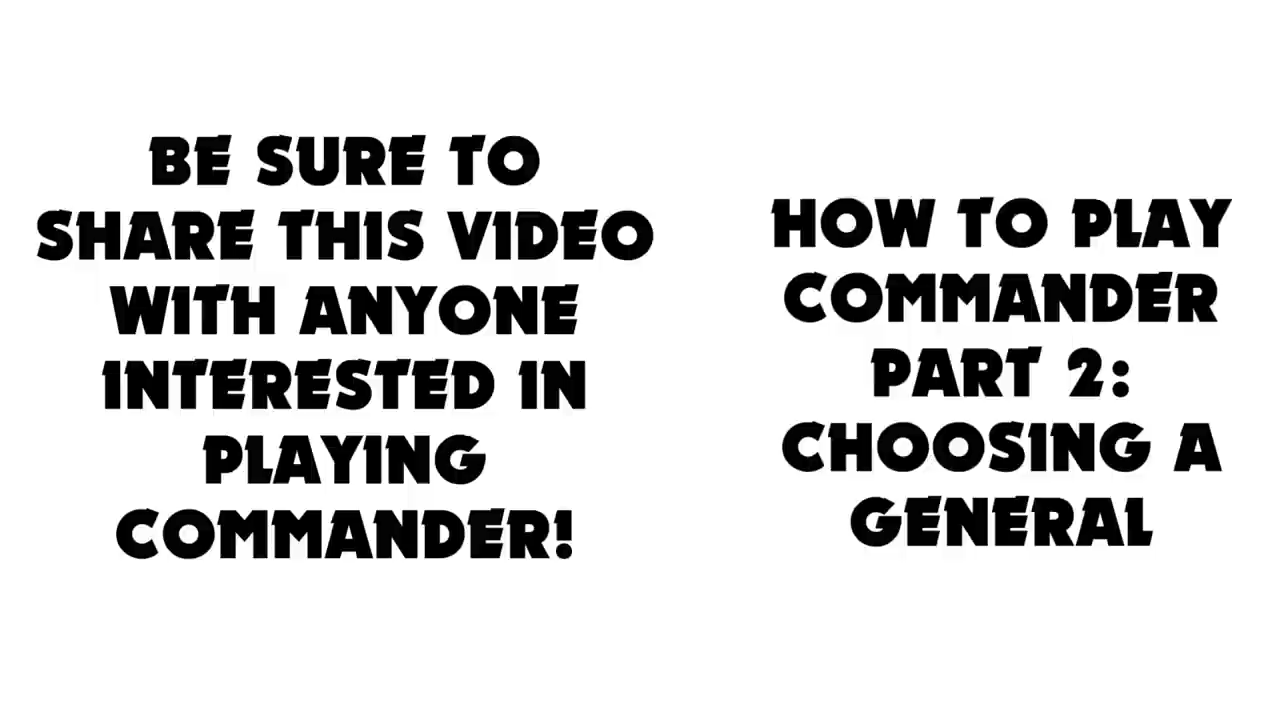 BE SURE TO
SHARE THIS VIDEO
WITH ANYONE
INTERESTED IN
PLAYING
COMMANDER!
HOW TO PLAY
COMMANDER
PART 2:
CHOOSING A
GENERAL